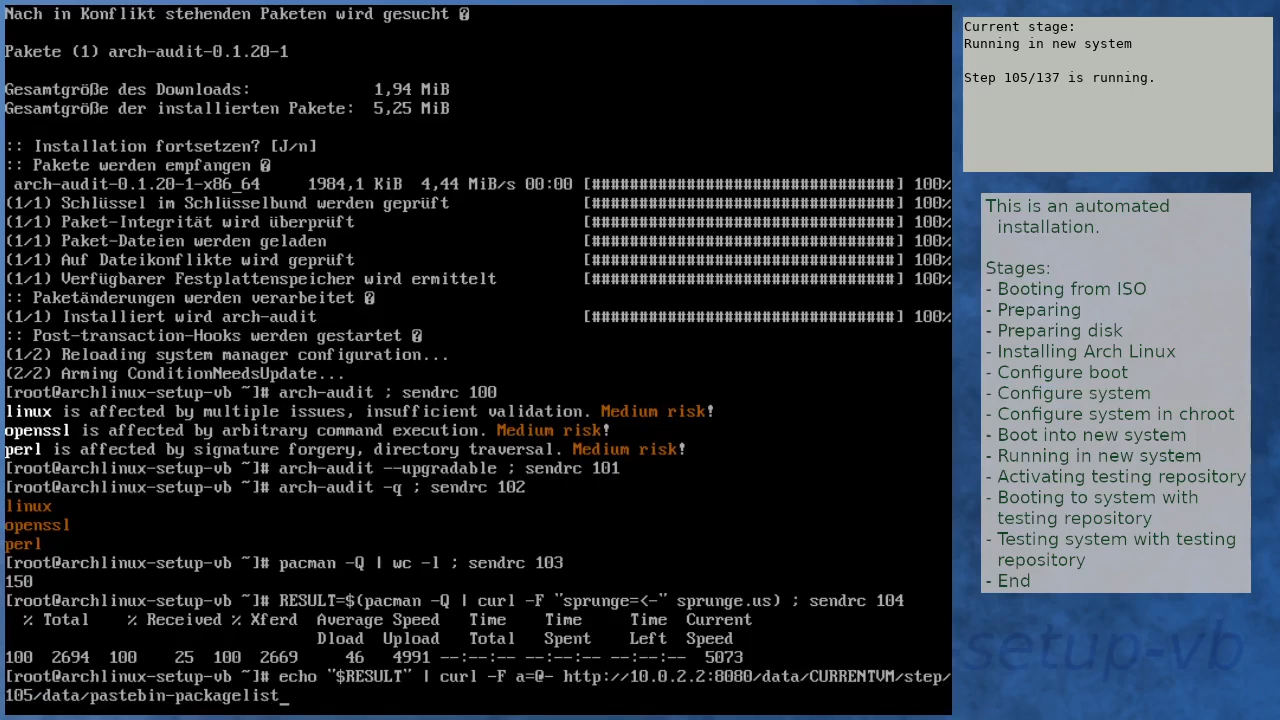 Nach in Konflikt stehenden Paketen wird gesucht �
Pakete (1) arch-audit-0.1.20-1
Gesamtgröße des Downloads: 1,94 MiB
Gesamtgröße der installierten Pakete: 5,25 MiB
:: Installation fortsetzen? [J/n]
:: Pakete werden empfangen �
arch-audit-0.1.20-1-x86_64 1984,1 KiB 4,44 MiB/s 00:00 [################################] 100%
(1/1) Schlüssel im Schlüsselbund werden geprüft [################################] 100%
(1/1) Paket-Integrität wird überprüft [################################] 100%
(1/1) Paket-Dateien werden geladen [################################] 100%
(1/1) Auf Dateikonflikte wird geprüft [################################] 100%
(1/1) Verfügbarer Festplattenspeicher wird ermittelt [################################] 100%
:: Paketänderungen werden verarbeitet �
(1/1) Installiert wird arch-audit [################################] 100%
:: Post-transaction-Hooks werden gestartet �
(1/2) Reloading system manager configuration...
(2/2) Arming ConditionNeedsUpdate...
[root@archlinux-setup-vb ~]# arch-audit ; sendrc 100
linux is affected by multiple issues, insufficient validation. Medium risk!
openssl is affected by arbitrary command execution. Medium risk!
perl is affected by signature forgery, directory traversal. Medium risk!
[root@archlinux-setup-vb ~]# arch-audit --upgradable ; sendrc 101
[root@archlinux-setup-vb ~]# arch-audit -q ; sendrc 102
linux
openssl
perl
[root@archlinux-setup-vb ~]# pacman -Q | wc -l ; sendrc 103
150
[root@archlinux-setup-vb ~]# RESULT=$(pacman -Q | curl -F "sprunge=<-" sprunge.us) ; sendrc 104
% Total % Received % Xferd Average Speed Time Time Time Current
Dload Upload Total Spent Left Speed
100 2694 100 25 100 2669 46 4991 --:--:-- --:--:-- --:--:-- 5073
[root@archlinux-setup-vb ~]# echo "$RESULT" | curl -F a=@- http://10.0.2.2:8080/data/CURRENTVM/step/
105/data/pastebin-packagelist_
Current stage:
Running in new system
Step 105/137 is running.
This is an automated
installation.
Stages:
- Booting from ISO
- Preparing
- Preparing disk
- Installing Arch Linux
- Configure boot
- Configure system
- Configure system in chroot
- Boot into new system
- Running in new system
- Activating testing repository
- Booting to system with
testing repository
- Testing system with testing
repository
- End
setup-vb